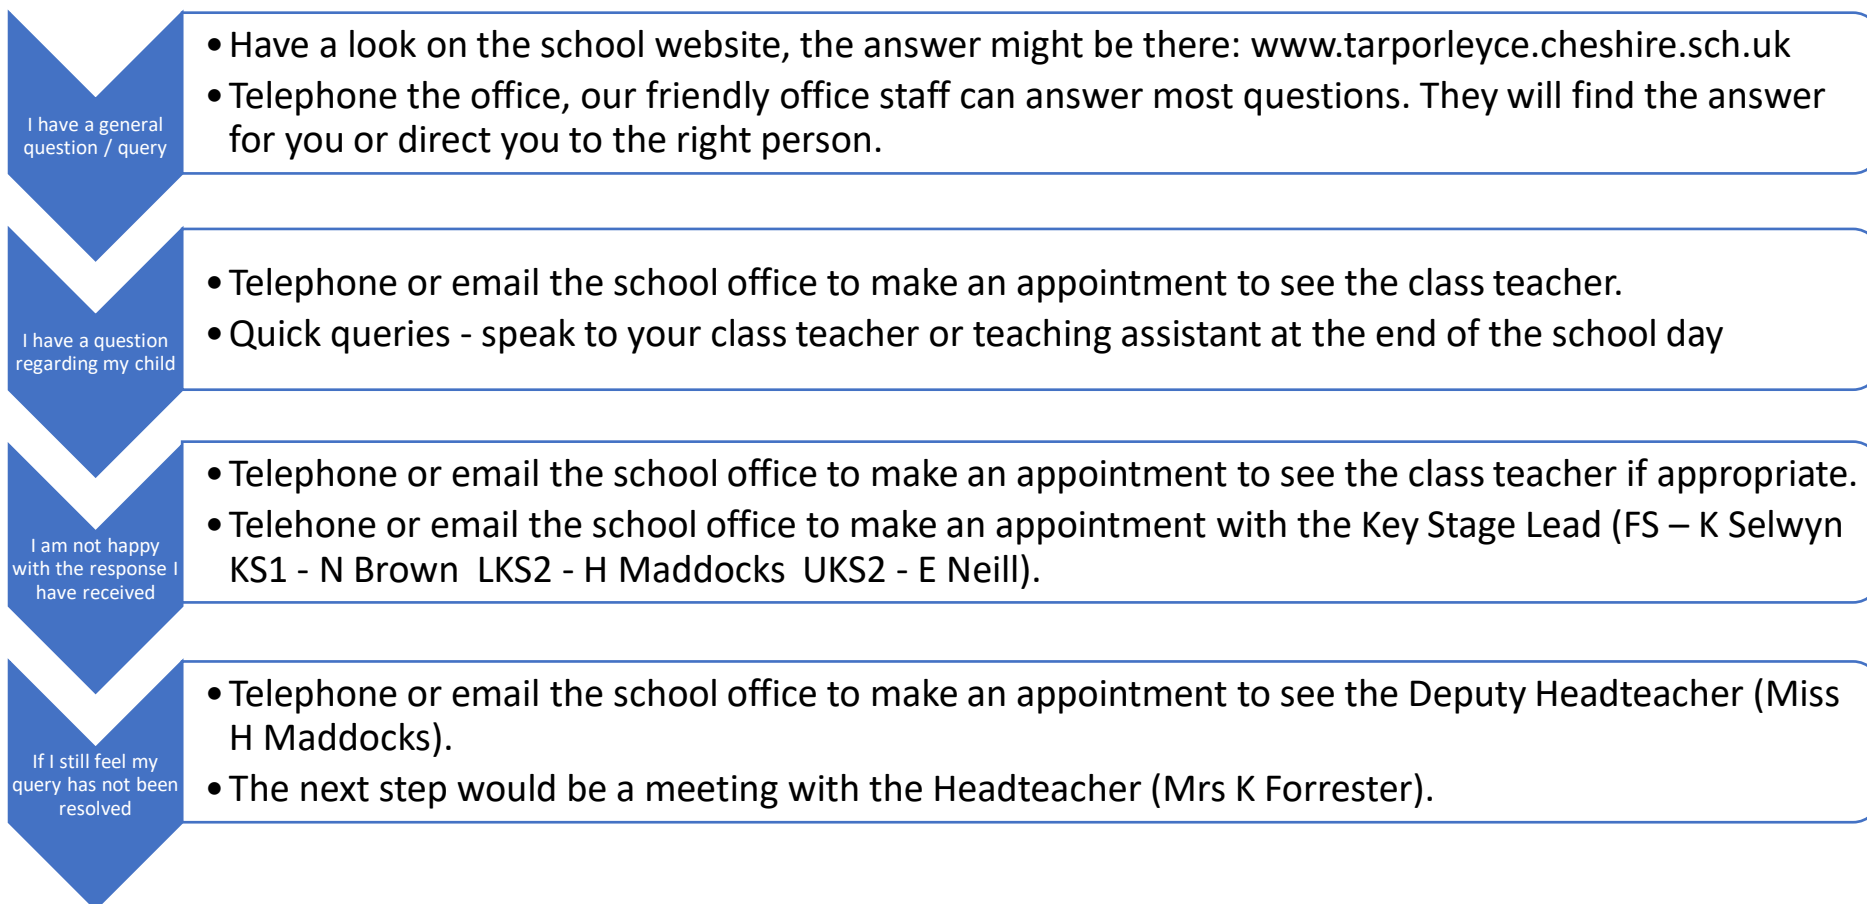 I have a general
question / query
• Have a look on the school website, the answer might be there: www.tarporleyce.cheshire.sch.uk
• Telephone the office, our friendly office staff can answer most questions. They will find the answer
for you or direct you to the right person.
I have a question
regarding my child
• Telephone or email the school office to make an appointment to see the class teacher.
• Quick queries - speak to your class teacher or teaching assistant at the end of the school day
I am not happy
with the response I
have received
• Telephone or email the school office to make an appointment to see the class teacher if appropriate.
• Telehone or email the school office to make an appointment with the Key Stage Lead (FS – K Selwyn
KS1 - N Brown  LKS2 - H Maddocks  UKS2 - E Neill).
If I still feel my
query has not been
resolved
• Telephone or email the school office to make an appointment to see the Deputy Headteacher (Miss
H Maddocks).
• The next step would be a meeting with the Headteacher (Mrs K Forrester).